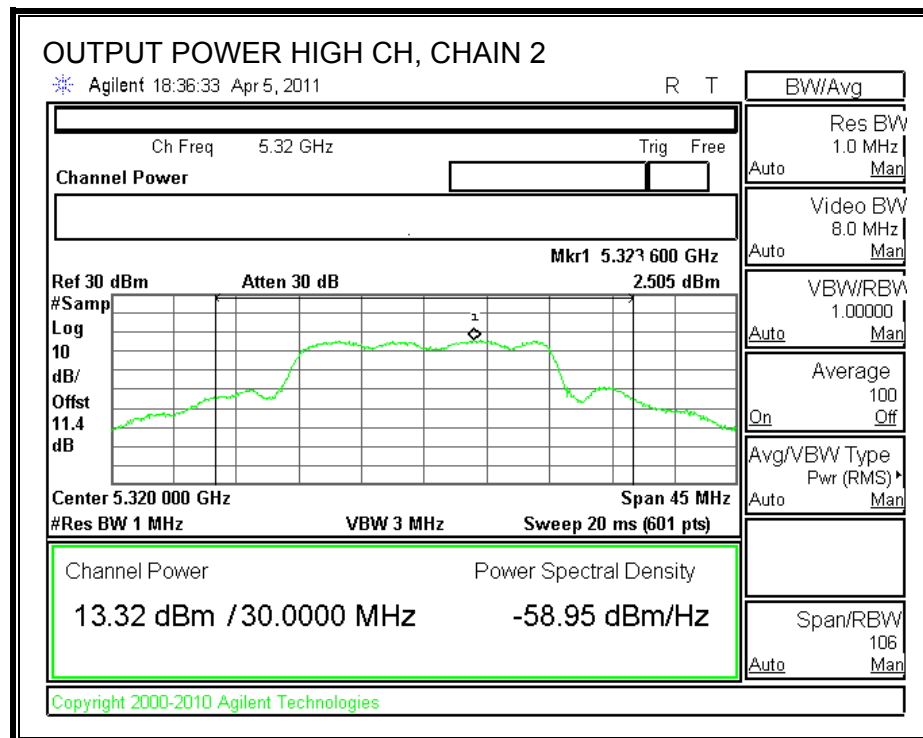 OUTPUT POWER HIGH CH, CHAIN 2
Agilent 18:36:33 Apr 5, 2011 R T
BW/Avg
Ch Freq 5.32 GHz Trig Free
Channel Power
Res BW
1.0 MHz
Auto Man
Video BW
8.0 MHz
Auto Man
Mkr1 5.323 600 GHz
Ref 30 dBm Atten 30 dB 2.505 dBm
#Samp
Log
10
dB/
Offst
11.4
dB
1
VBW/RBW
1.00000
Auto Man
Average
100
On Off
Avg/VBW Type
Pwr (RMS)
Auto Man
Center 5.320 000 GHz Span 45 MHz
#Res BW 1 MHz VBW 3 MHz Sweep 20 ms (601 pts)
Channel Power Power Spectral Density
13.32 dBm / 30.0000 MHz -58.95 dBm/Hz
Span/RBW
106
Auto Man
Copyright 2000-2010 Agilent Technologies